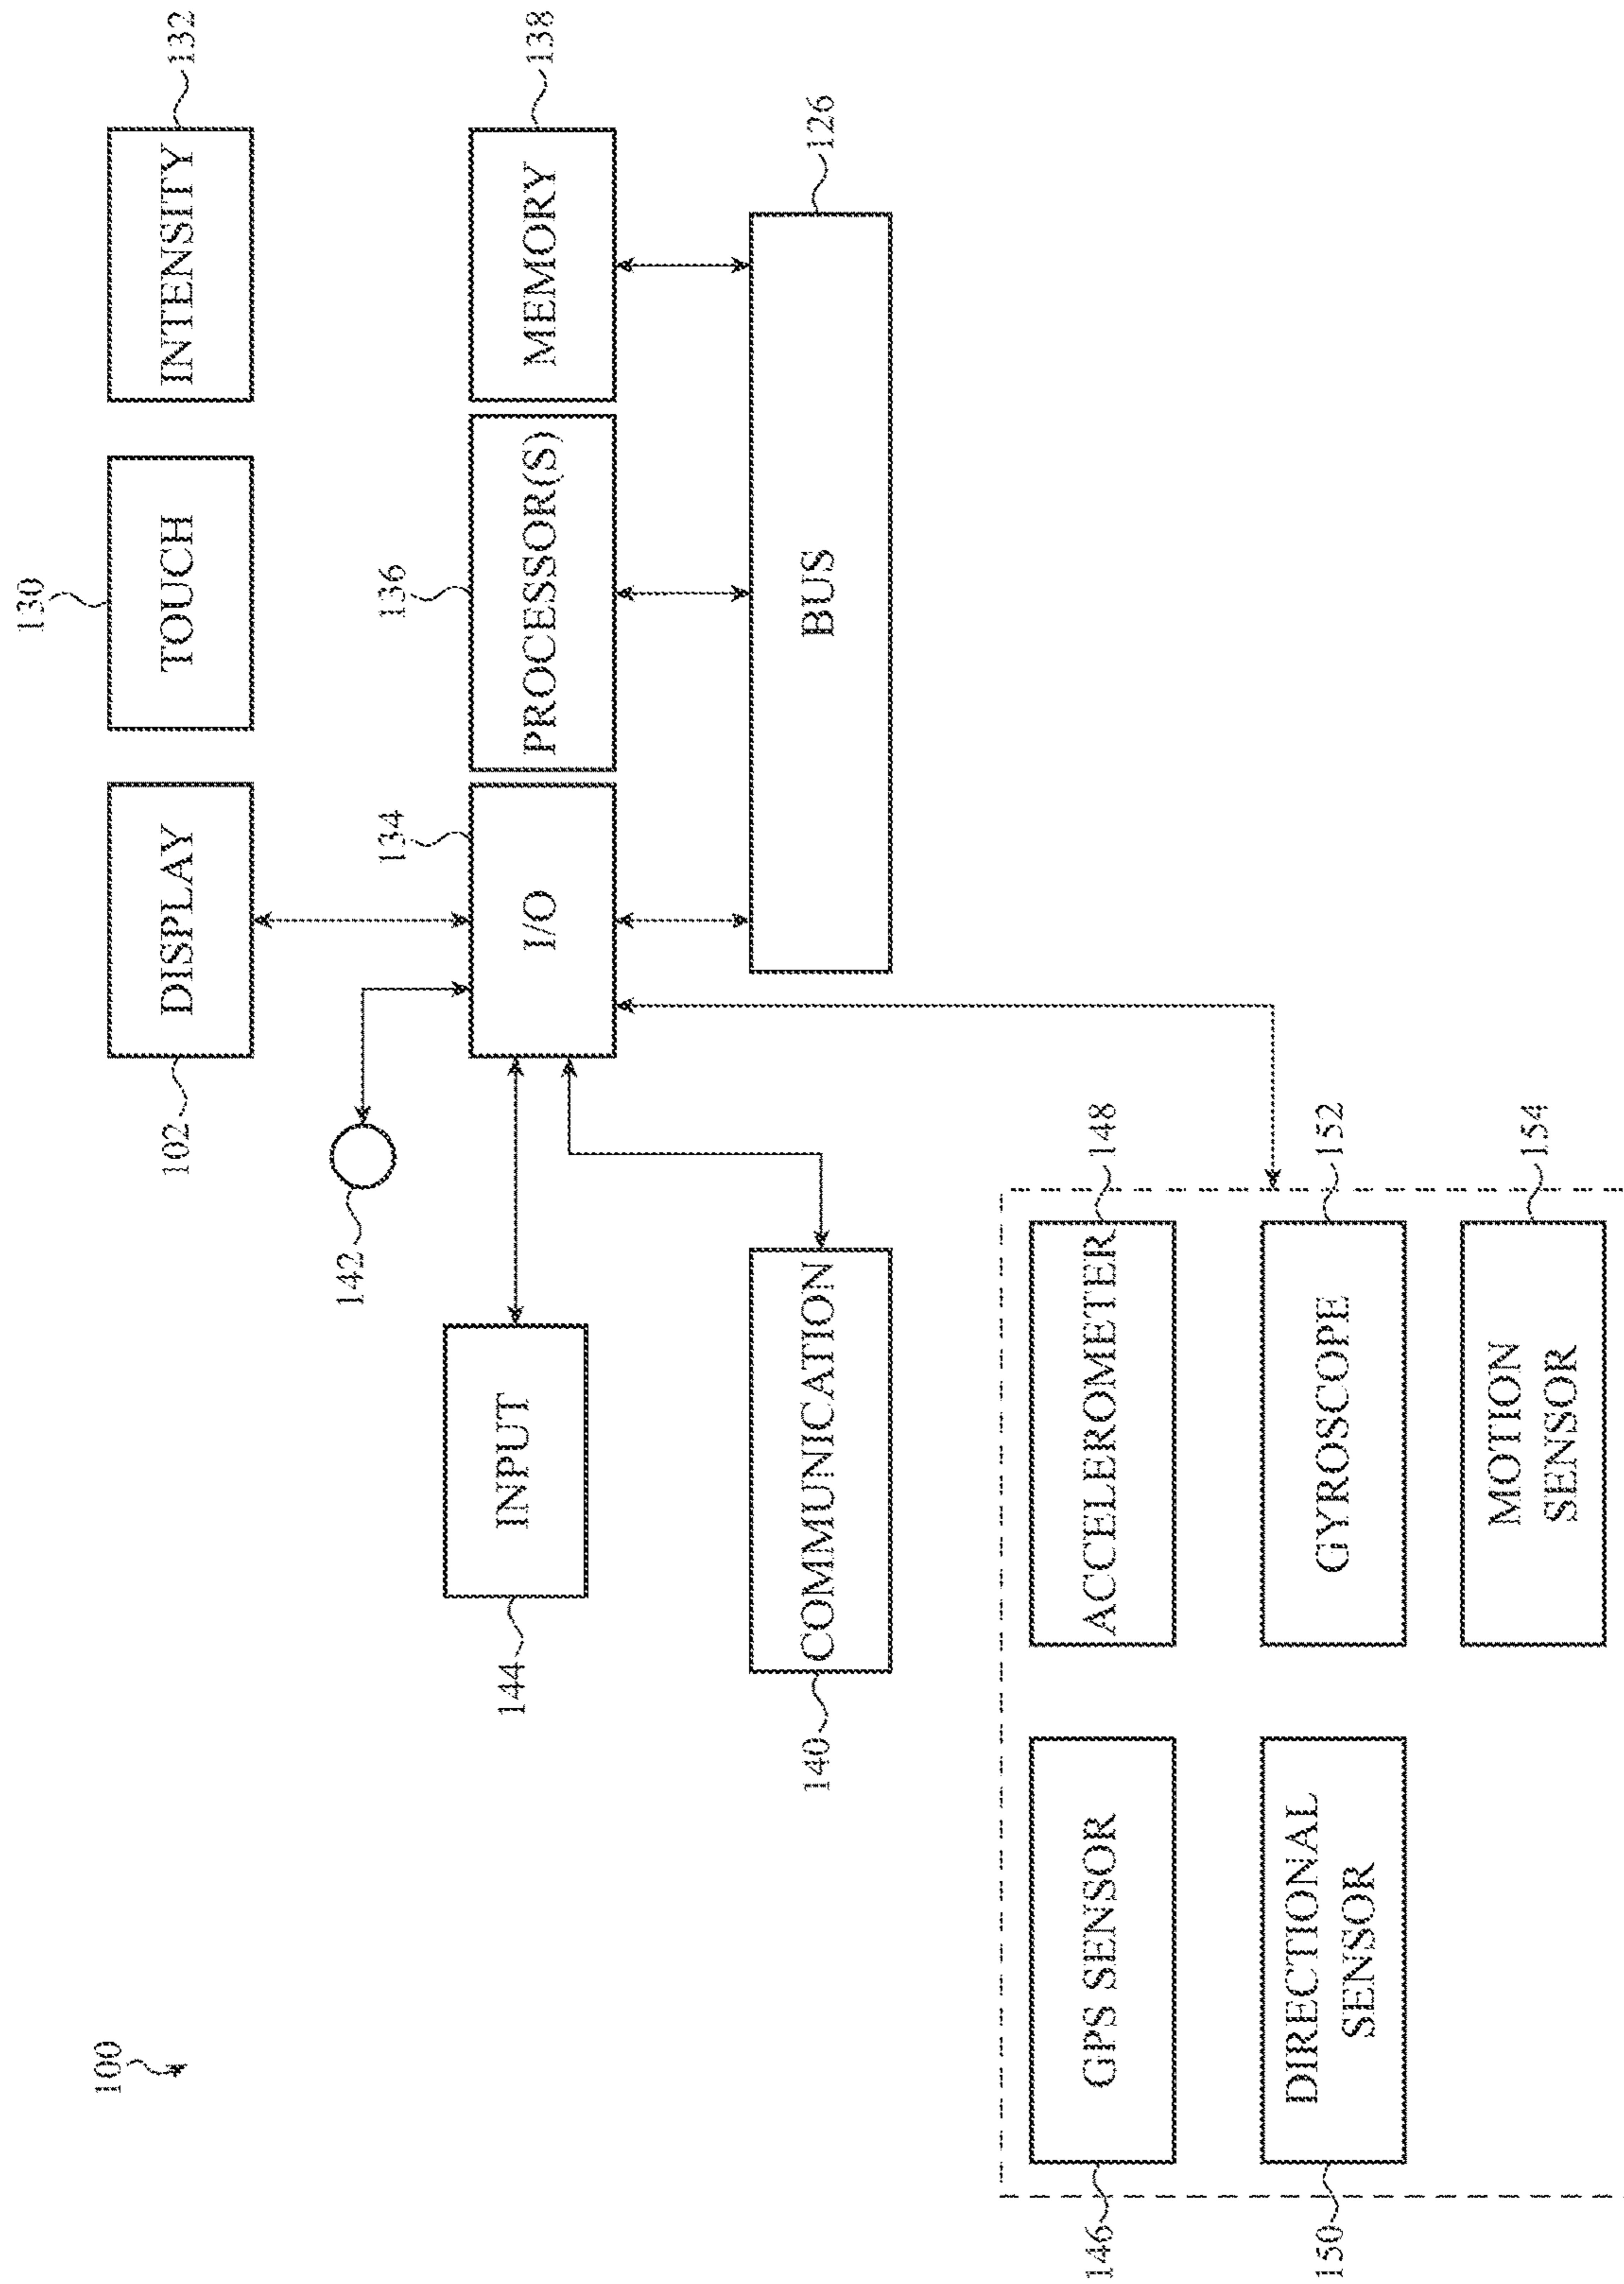 100
102
DISPLAY
130
TOUCH
INTENSITY
132
142
134
I/O
136
PROCESSOR(S)
MEMORY
138
144
INPUT
140
COMMUNICATION
BUS
126
146
GPS SENSOR
ACCELEROMETER
148
150
DIRECTIONAL
SENSOR
GYROSCOPE
152
MOTION
SENSOR
154